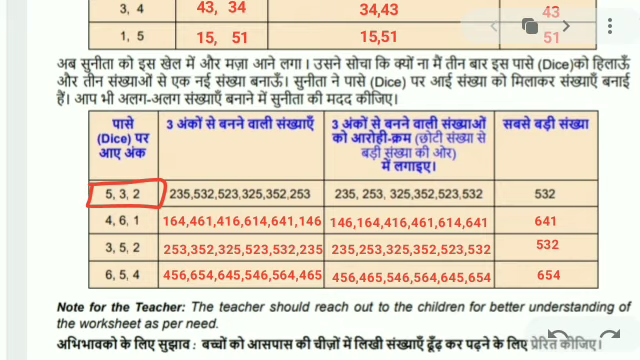 3, 4 43, 34 34,43 43
1, 5 15, 51 15,51 51
अब सुनीता को इस खेल में और मज़ा आने लगा । उसने सोचा कि क्यों ना मैं तीन बार इस पासे (Dice)को हिलाऊँ
और तीन संख्याओं से एक नई संख्या बनाऊँ। सुनीता ने पासे (Dice) पर आई संख्या को मिलाकर संख्याएँ बनाई
हैं। आप भी अलग-अलग संख्याएँ बनाने में सुनीता की मदद कीजिए।
पासे (Dice) पर आए अंक
3 अंकों से बनने वाली संख्याएँ
3 अंकों से बनने वाली संख्याओं
को आरोही-क्रम (छोटी संख्या से
बड़ी संख्या की ओर)
में लगाइए।
सबसे बड़ी संख्या
5, 3, 2 235,532,523,325,352,253 235, 253, 325,352,523,532 532
4, 6, 1 164,461,416,614,641,146 146,164,416,461,614,641 641
3, 5, 2 253,352,325,523,532,235 235,253,325,352,523,532 532
6, 5, 4 456,654,645,546,564,465 456,465,546,564,645,654 654
Note for the Teacher: The teacher should reach out to the children for better understanding of
the worksheet as per need.
अभिभावको के लिए सुझाव : बच्चों को आसपास की चीज़ों में लिखी संख्याएँ ढूँढ़ कर पढ़ने के लिए प्रेरित कीजिए।